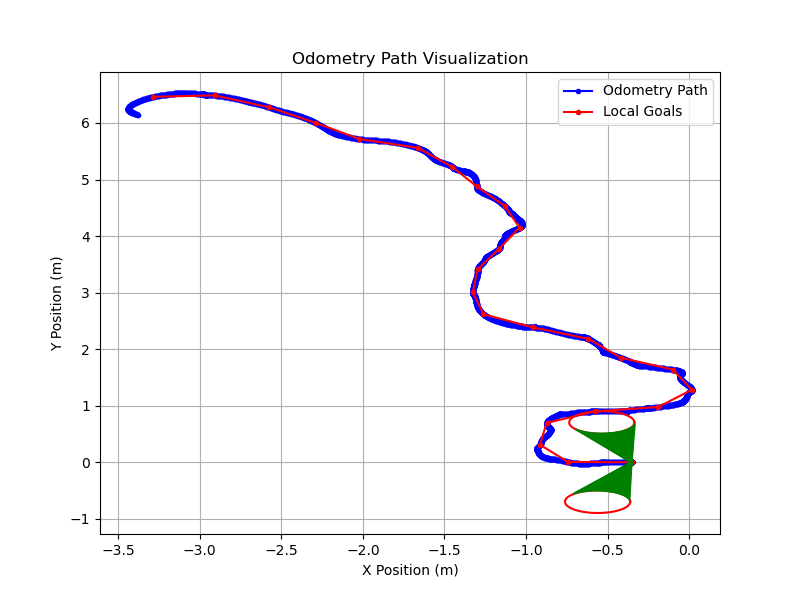 Odometry Path Visualization
Odometry Path
Local Goals
Y Position (m)
6
5
4
3
2
1
0
−1
−3.5 −3.0 −2.5 −2.0 −1.5 −1.0 −0.5 0.0
X Position (m)